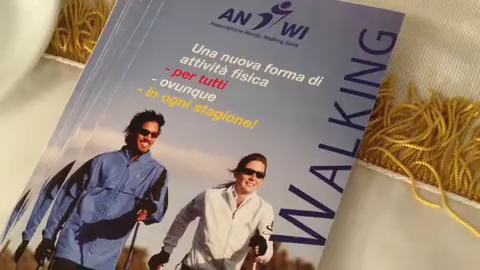 ANWI
Associazione Nordic Walking Italia
Una nuova forma di
attività fisica
- per tutti
- ovunque
- in ogni stagione!
WALKING